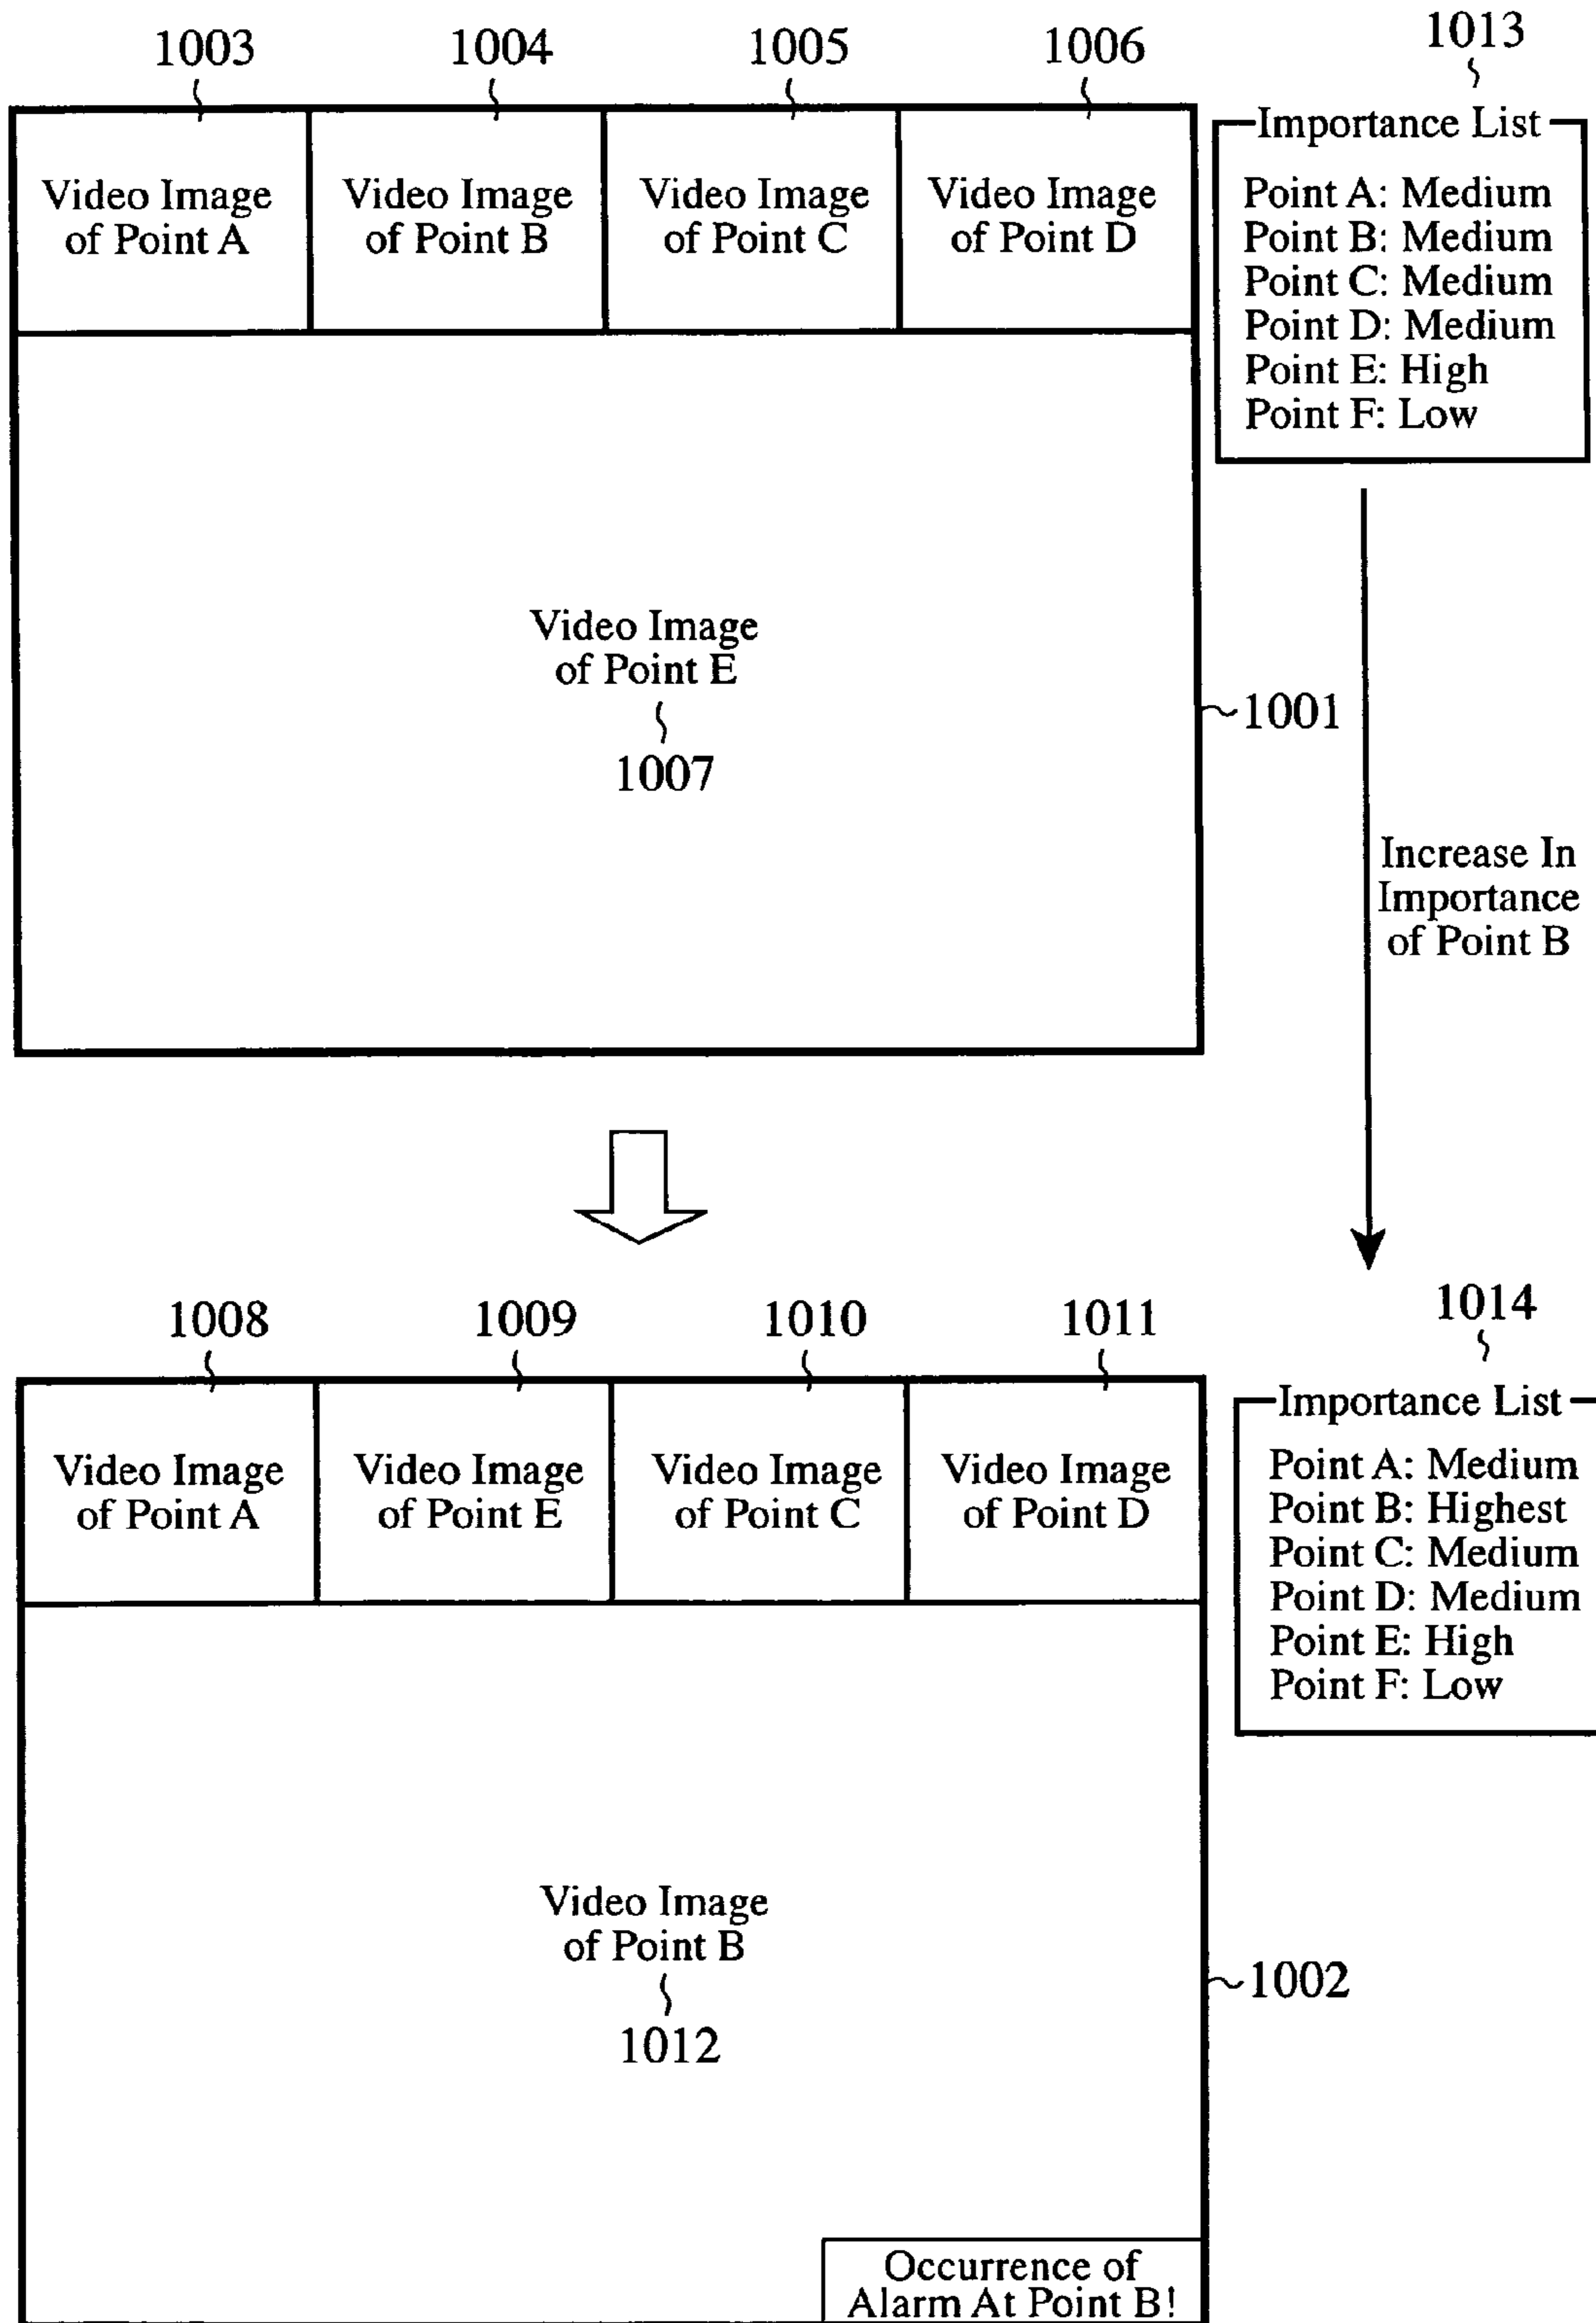 1003
1004
1005
1006
1013
Video Image
of Point A
Video Image
of Point B
Video Image
of Point C
Video Image
of Point D
Importance List
Point A: Medium
Point B: Medium
Point C: Medium
Point D: Medium
Point E: High
Point F: Low
Video Image
of Point E
1007
1001
Increase In
Importance
of Point B
1008
1009
1010
1011
1014
Video Image
of Point A
Video Image
of Point E
Video Image
of Point C
Video Image
of Point D
Importance List
Point A: Medium
Point B: Highest
Point C: Medium
Point D: Medium
Point E: High
Point F: Low
Video Image
of Point B
1012
1002
Occurrence of
Alarm At Point B!